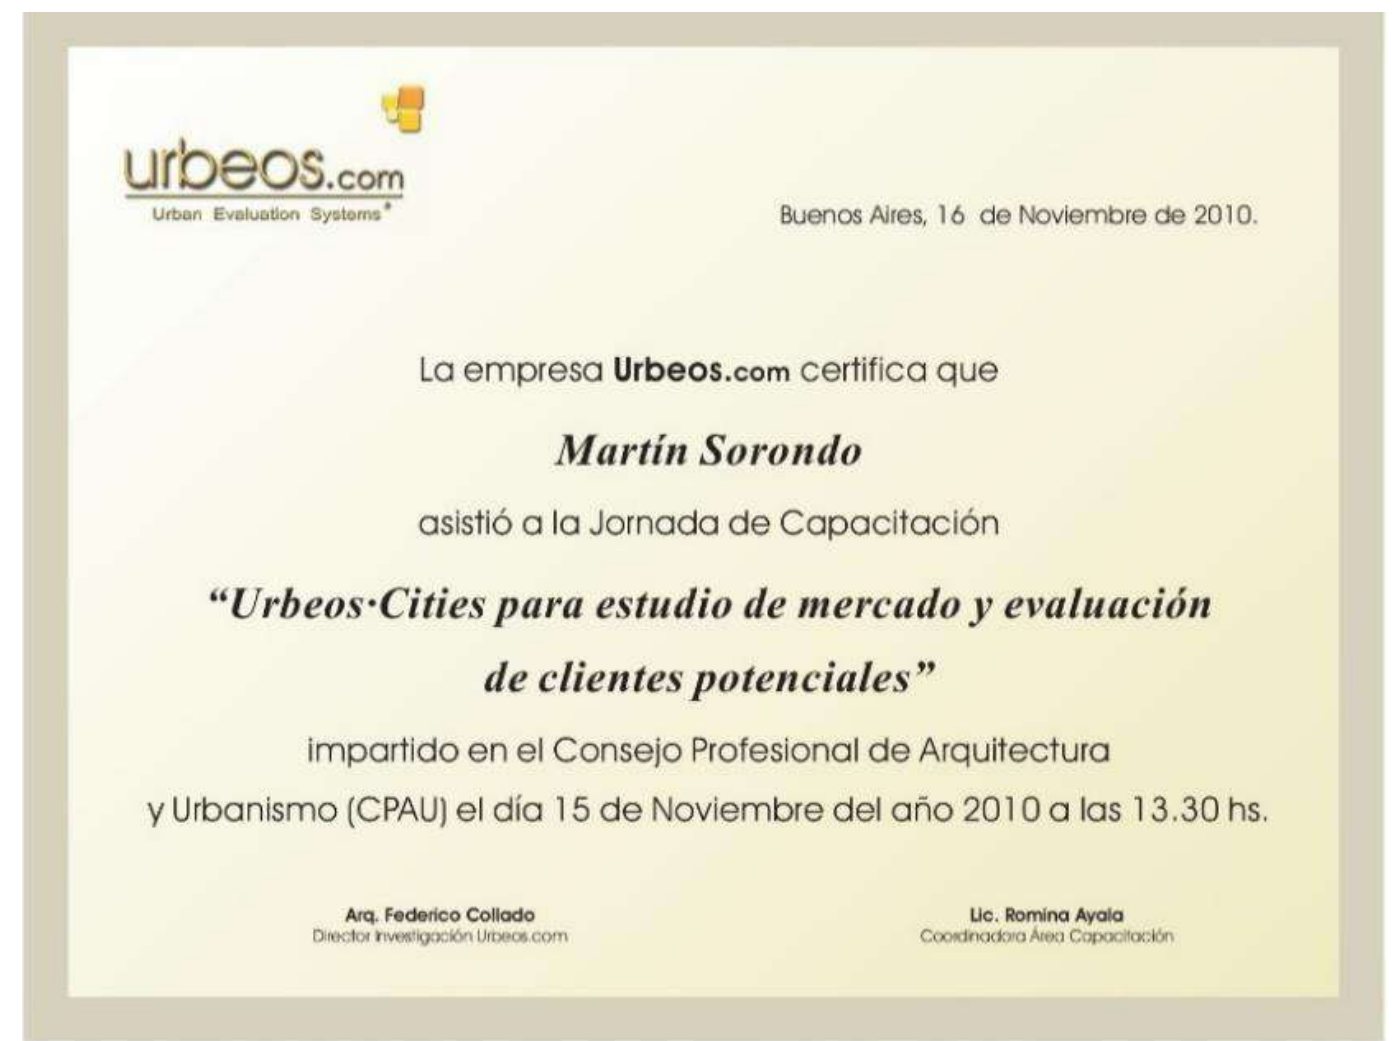 urbeos.com
Urban Evaluation Systems®
Buenos Aires, 16 de Noviembre de 2010.
La empresa Urbeos.com certifica que
Martín Sorondo
asistió a la Jornada de Capacitación
“Urbeos·Cities para estudio de mercado y evaluación
de clientes potenciales”
impartido en el Consejo Profesional de Arquitectura
y Urbanismo (CPAU) el día 15 de Noviembre del año 2010 a las 13.30 hs.
Arq. Federico Collado
Director Investigación Urbeos.com
Lic. Romina Ayala
Coordinadora Área Capacitación